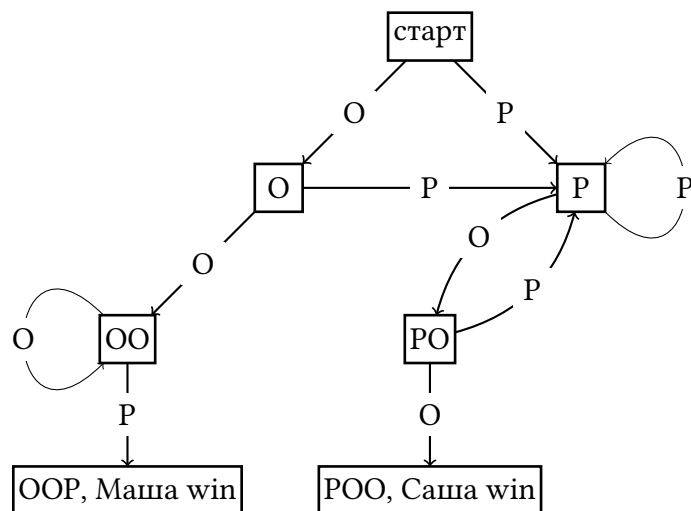 старт
О
Р
О
Р
Р
Р
О
О
Р
О
ОО
РО
Р
О
ООР, Маша win
РОО, Саша win